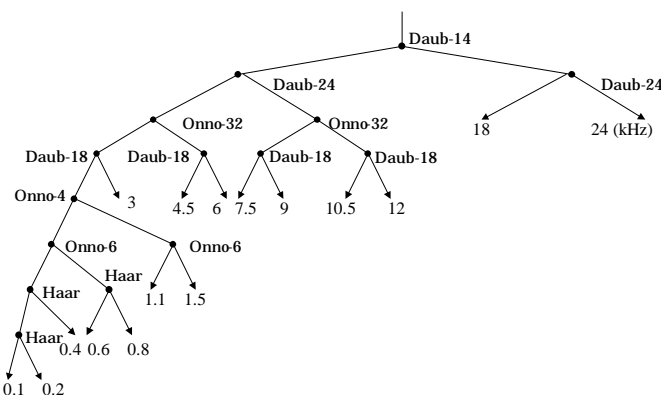 Daub-14
Daub-24
Daub-24
18
24 (kHz)
Onno-32
Onno-32
Daub-18
Daub-18
Daub-18
Daub-18
Onno-4
3
4.5
6
7.5
9
10.5
12
Onno-6
Onno-6
Haar
Haar
1.1
1.5
Haar
0.4
0.6
0.8
0.1
0.2